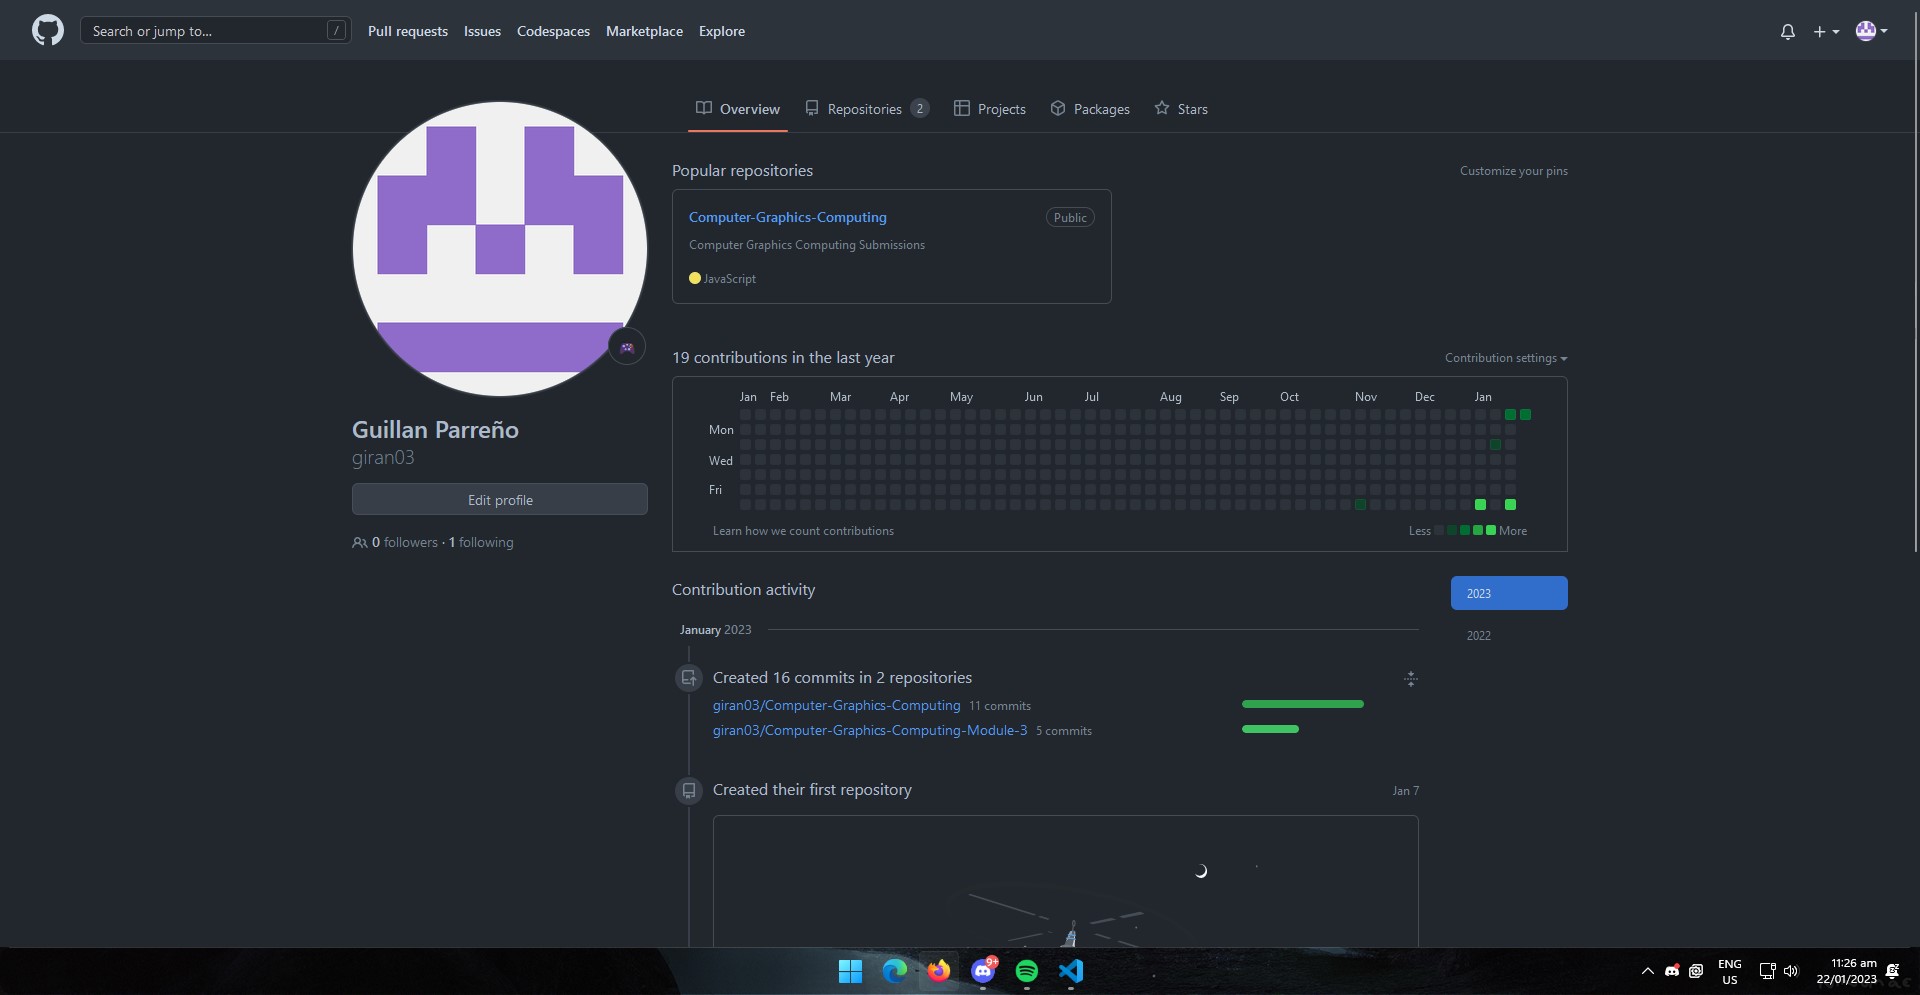 Search or jump to... /
Pull requests
Issues
Codespaces
Marketplace
Explore
Overview
Repositories 2
Projects
Packages
Stars
Guillan Parreño
giran03
Edit profile
0 followers · 1 following
Popular repositories
Customize your pins
Computer-Graphics-Computing
Public
Computer Graphics Computing Submissions
JavaScript
19 contributions in the last year
Contribution settings
Jan Feb Mar Apr May Jun Jul Aug Sep Oct Nov Dec Jan
Mon
Wed
Fri
Learn how we count contributions
Less More
Contribution activity
2023
2022
January 2023
Created 16 commits in 2 repositories
giran03/Computer-Graphics-Computing 11 commits
giran03/Computer-Graphics-Computing-Module-3 5 commits
Created their first repository
Jan 7
9+
ENG
US
11:26 am
22/01/2023